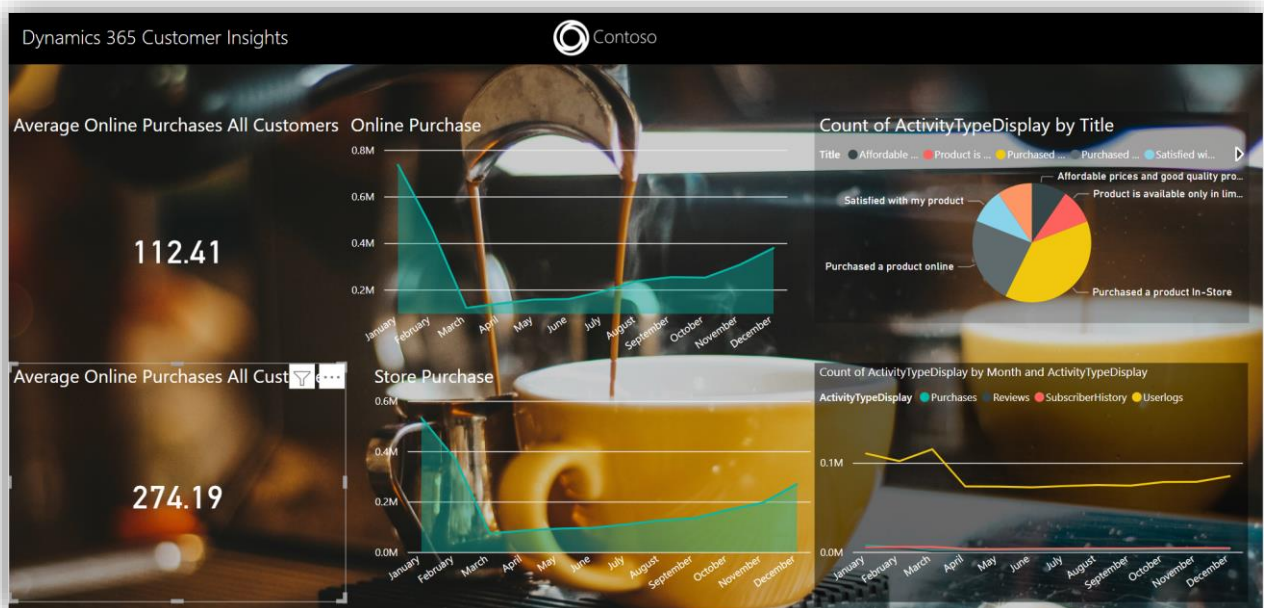 Dynamics 365 Customer Insights
Contoso
Average Online Purchases All Customers
112.41
Online Purchase
0.8M
0.6M
0.4M
0.2M
January
February
March
April
May
June
July
August
September
October
November
December
Count of ActivityTypeDisplay by Title
Title Affordable ... Product is ... Purchased ... Purchased ... Satisfied wi...
Affordable prices and good quality pro...
Product is available only in lim...
Satisfied with my product
Purchased a product online
Purchased a product In-Store
Average Online Purchases All Cust
274.19
Store Purchase
0.6M
0.4M
0.2M
0.0M
January
February
March
April
May
June
July
August
September
October
November
December
Count of ActivityTypeDisplay by Month and ActivityTypeDisplay
ActivityTypeDisplay Purchases Reviews SubscriberHistory Userlogs
0.1M
0.0M
January
February
March
April
May
June
July
August
September
October
November
December